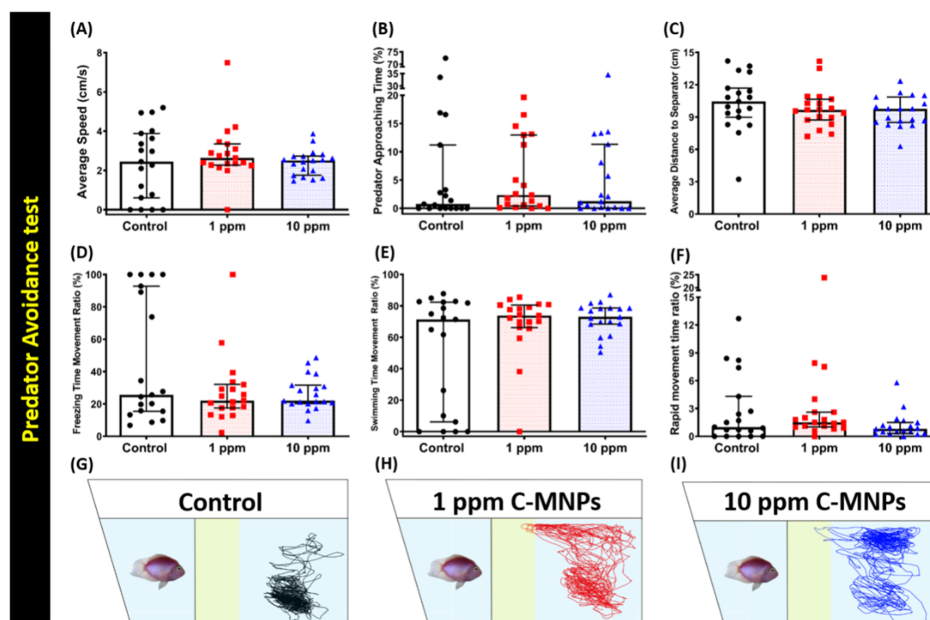 Predator Avoidance test
(A)
Average Speed (cm/s)
8
6
4
2
0
Control
1 ppm
10 ppm
(B)
Predator Approaching Time (%)
75
70
35
30
20
15
10
5
0
Control
1 ppm
10 ppm
(C)
Average Distance to Separator (cm)
15
12
9
6
3
0
Control
1 ppm
10 ppm
(D)
Freezing Time Movement Ratio (%)
100
80
60
40
20
0
Control
1 ppm
10 ppm
(E)
Swimming Time Movement Ratio (%)
100
80
60
40
20
0
Control
1 ppm
10 ppm
(F)
Rapid movement time ratio (%)
25
20
15
12
9
6
3
0
Control
1 ppm
10 ppm
(G)
Control
(H)
1 ppm C-MNPs
(I)
10 ppm C-MNPs